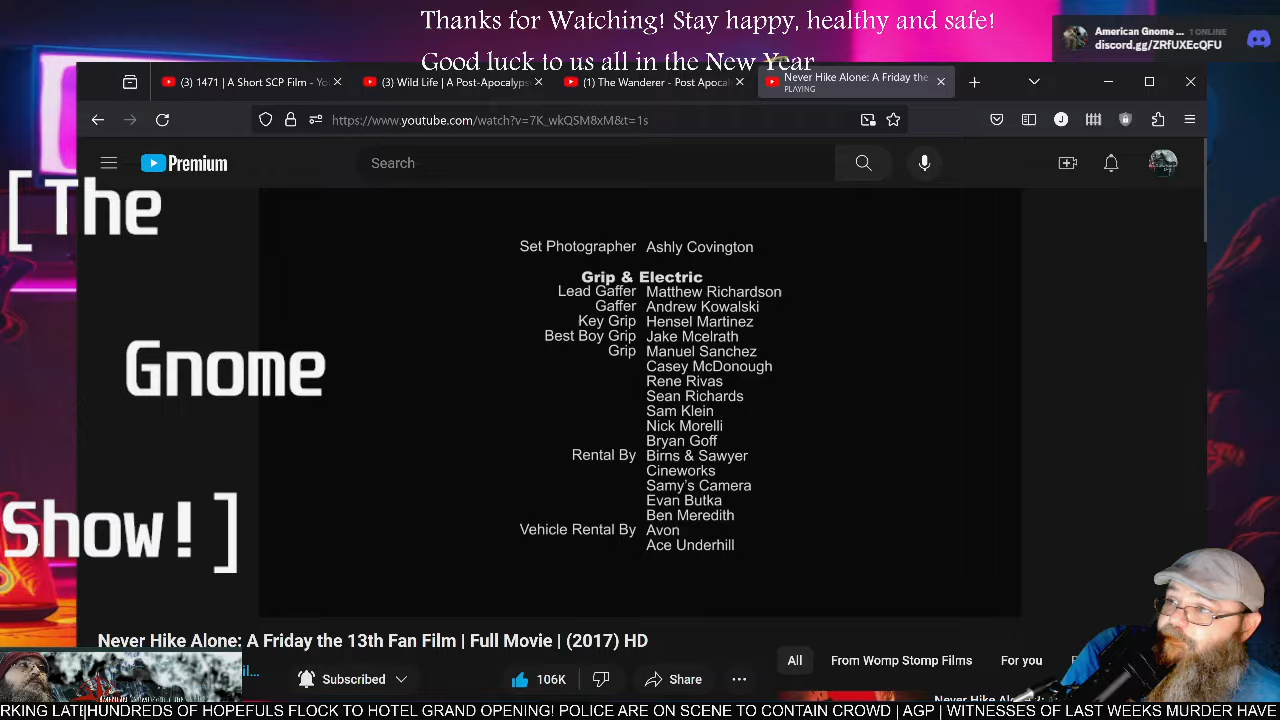 Thanks for Watching! Stay happy, healthy and safe!
Good luck to us all in the New Year
American Gnome ... 1 ONLINE
discord.gg/ZRfUXEcQFU
(3) 1471 | A Short SCP Film - Yo
(3) Wild Life | A Post-Apocalyps
(1) The Wanderer - Post Apocal
Never Hike Alone: A Friday the
PLAYING
https://www.youtube.com/watch?v=7K_wkQSM8xM&t=1s
J
Premium
Search
[The
Gnome
Show!]
Set Photographer Ashly Covington
Grip & Electric
Lead Gaffer Matthew Richardson
Gaffer Andrew Kowalski
Key Grip Hensel Martinez
Best Boy Grip Jake Mcelrath
Grip Manuel Sanchez
Casey McDonough
Rene Rivas
Sean Richards
Sam Klein
Nick Morelli
Bryan Goff
Rental By Birns & Sawyer
Cineworks
Samy's Camera
Evan Butka
Ben Meredith
Vehicle Rental By Avon
Ace Underhill
Never Hike Alone: A Friday the 13th Fan Film | Full Movie | (2017) HD
il...
Subscribed
106K
Share
...
All
From Womp Stomp Films
For you
RKING LATE|HUNDREDS OF HOPEFULS FLOCK TO HOTEL GRAND OPENING! POLICE ARE ON SCENE TO CONTAIN CROWD | AGP | WITNESSES OF LAST WEEKS MURDER HAVE